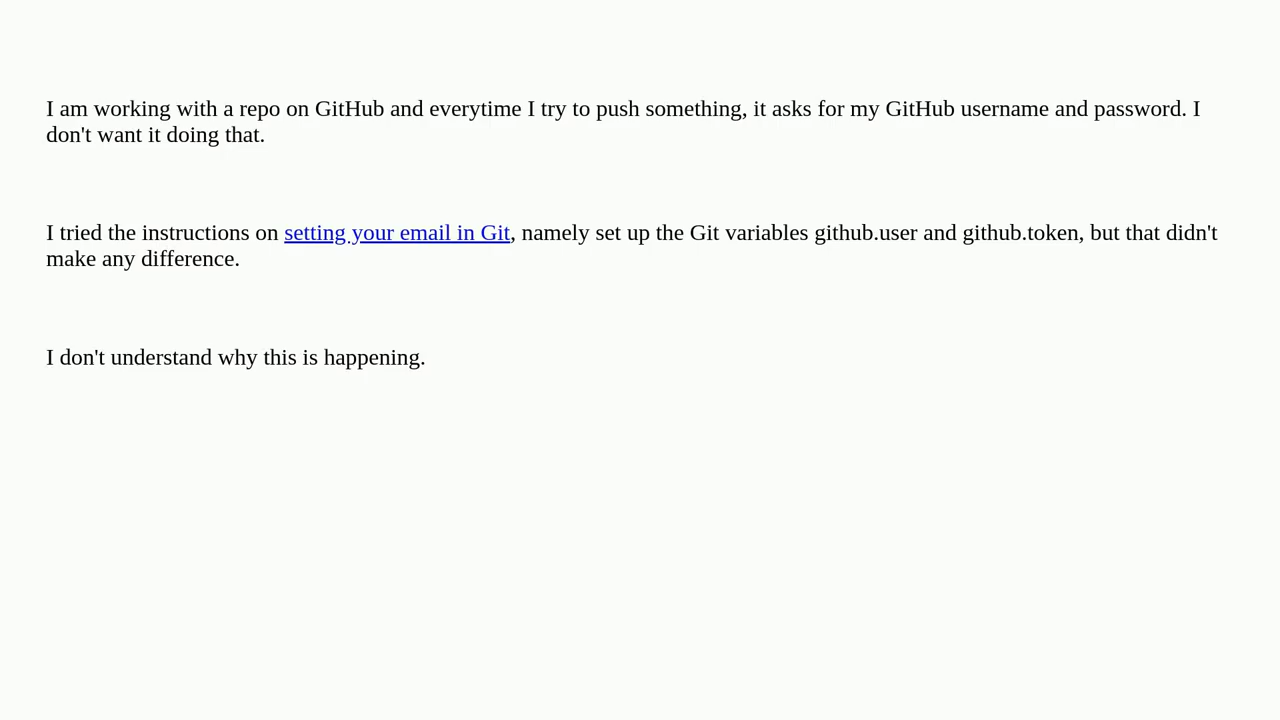 I am working with a repo on GitHub and everytime I try to push something, it asks for my GitHub username and password. I
don't want it doing that.
I tried the instructions on setting your email in Git, namely set up the Git variables github.user and github.token, but that didn't
make any difference.
I don't understand why this is happening.